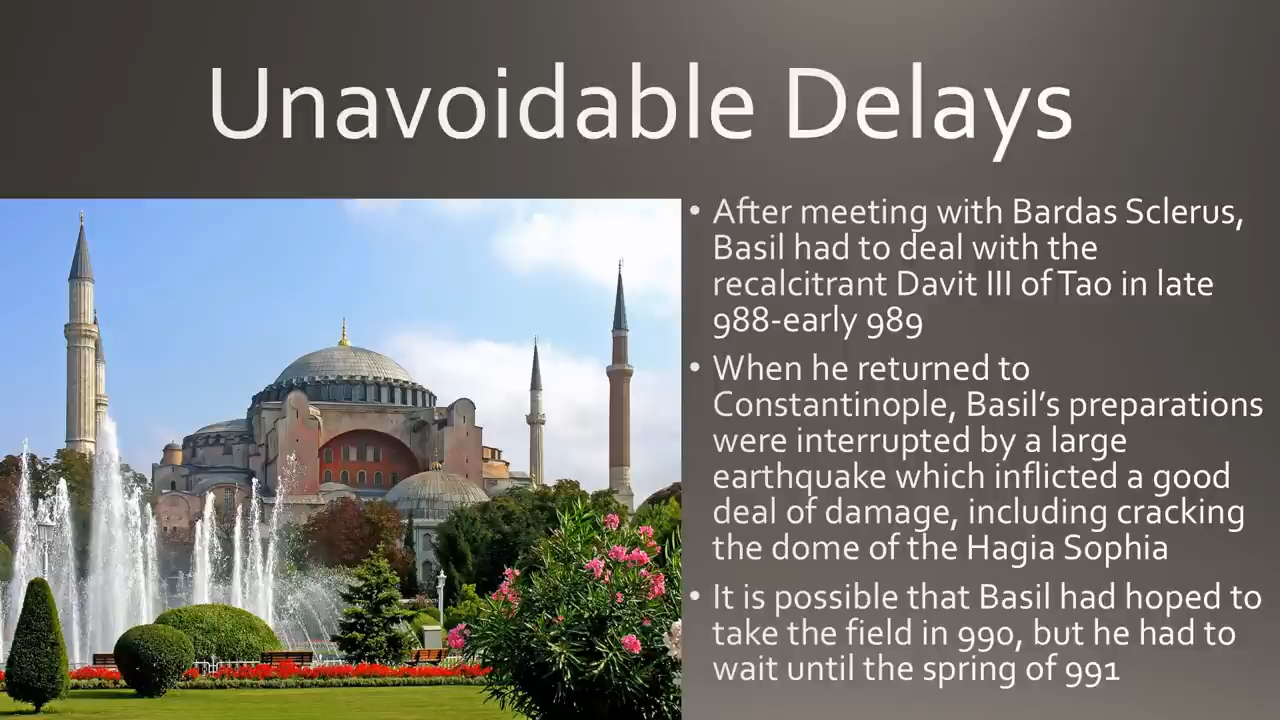 Unavoidable Delays
• After meeting with Bardas Sclerus,
Basil had to deal with the
recalcitrant Davit III of Tao in late
988-early 989
• When he returned to
Constantinople, Basil's preparations
were interrupted by a large
earthquake which inflicted a good
deal of damage, including cracking
the dome of the Hagia Sophia
• It is possible that Basil had hoped to
take the field in 990, but he had to
wait until the spring of 991